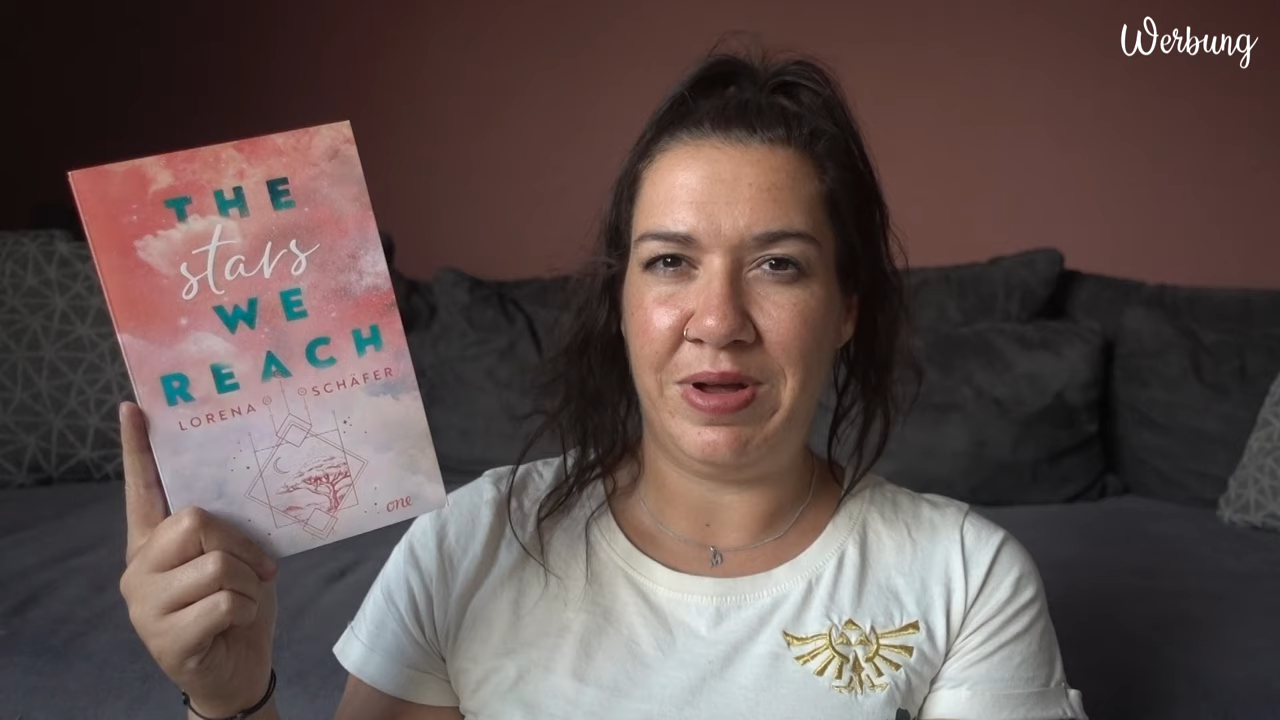 Werbung
THE
stars
WE
REACH
LORENA SCHÄFER
one